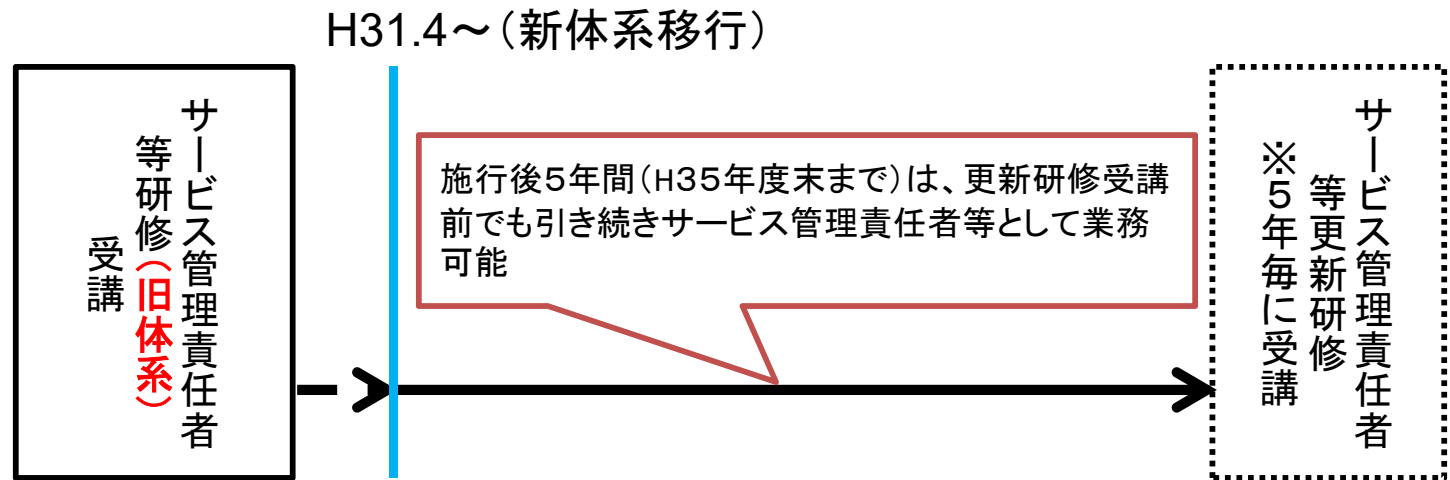 H31.4～（新体系移行）
サービス管理責任者
等研修（旧体系）
受講
施行後５年間（H３５年度末まで）は、更新研修受講
前でも引き続きサービス管理責任者等として業務
可能
サービス管理責任者
等更新研修
※５年毎に受講